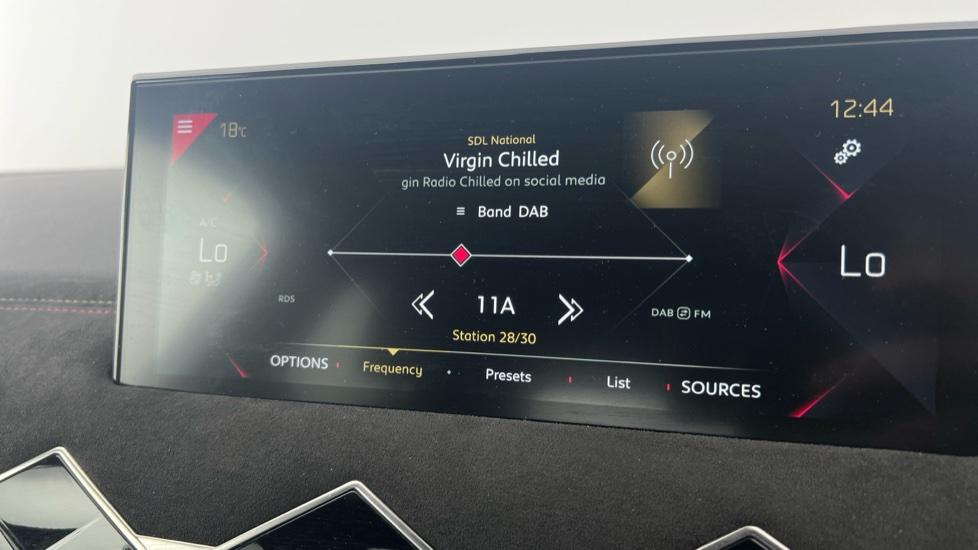 18°C
12:44
SDL National
Virgin Chilled
gin Radio Chilled on social media
Band DAB
A/C
Lo
Lo
RDS
11A
DAB FM
Station 28/30
OPTIONS Frequency Presets List SOURCES